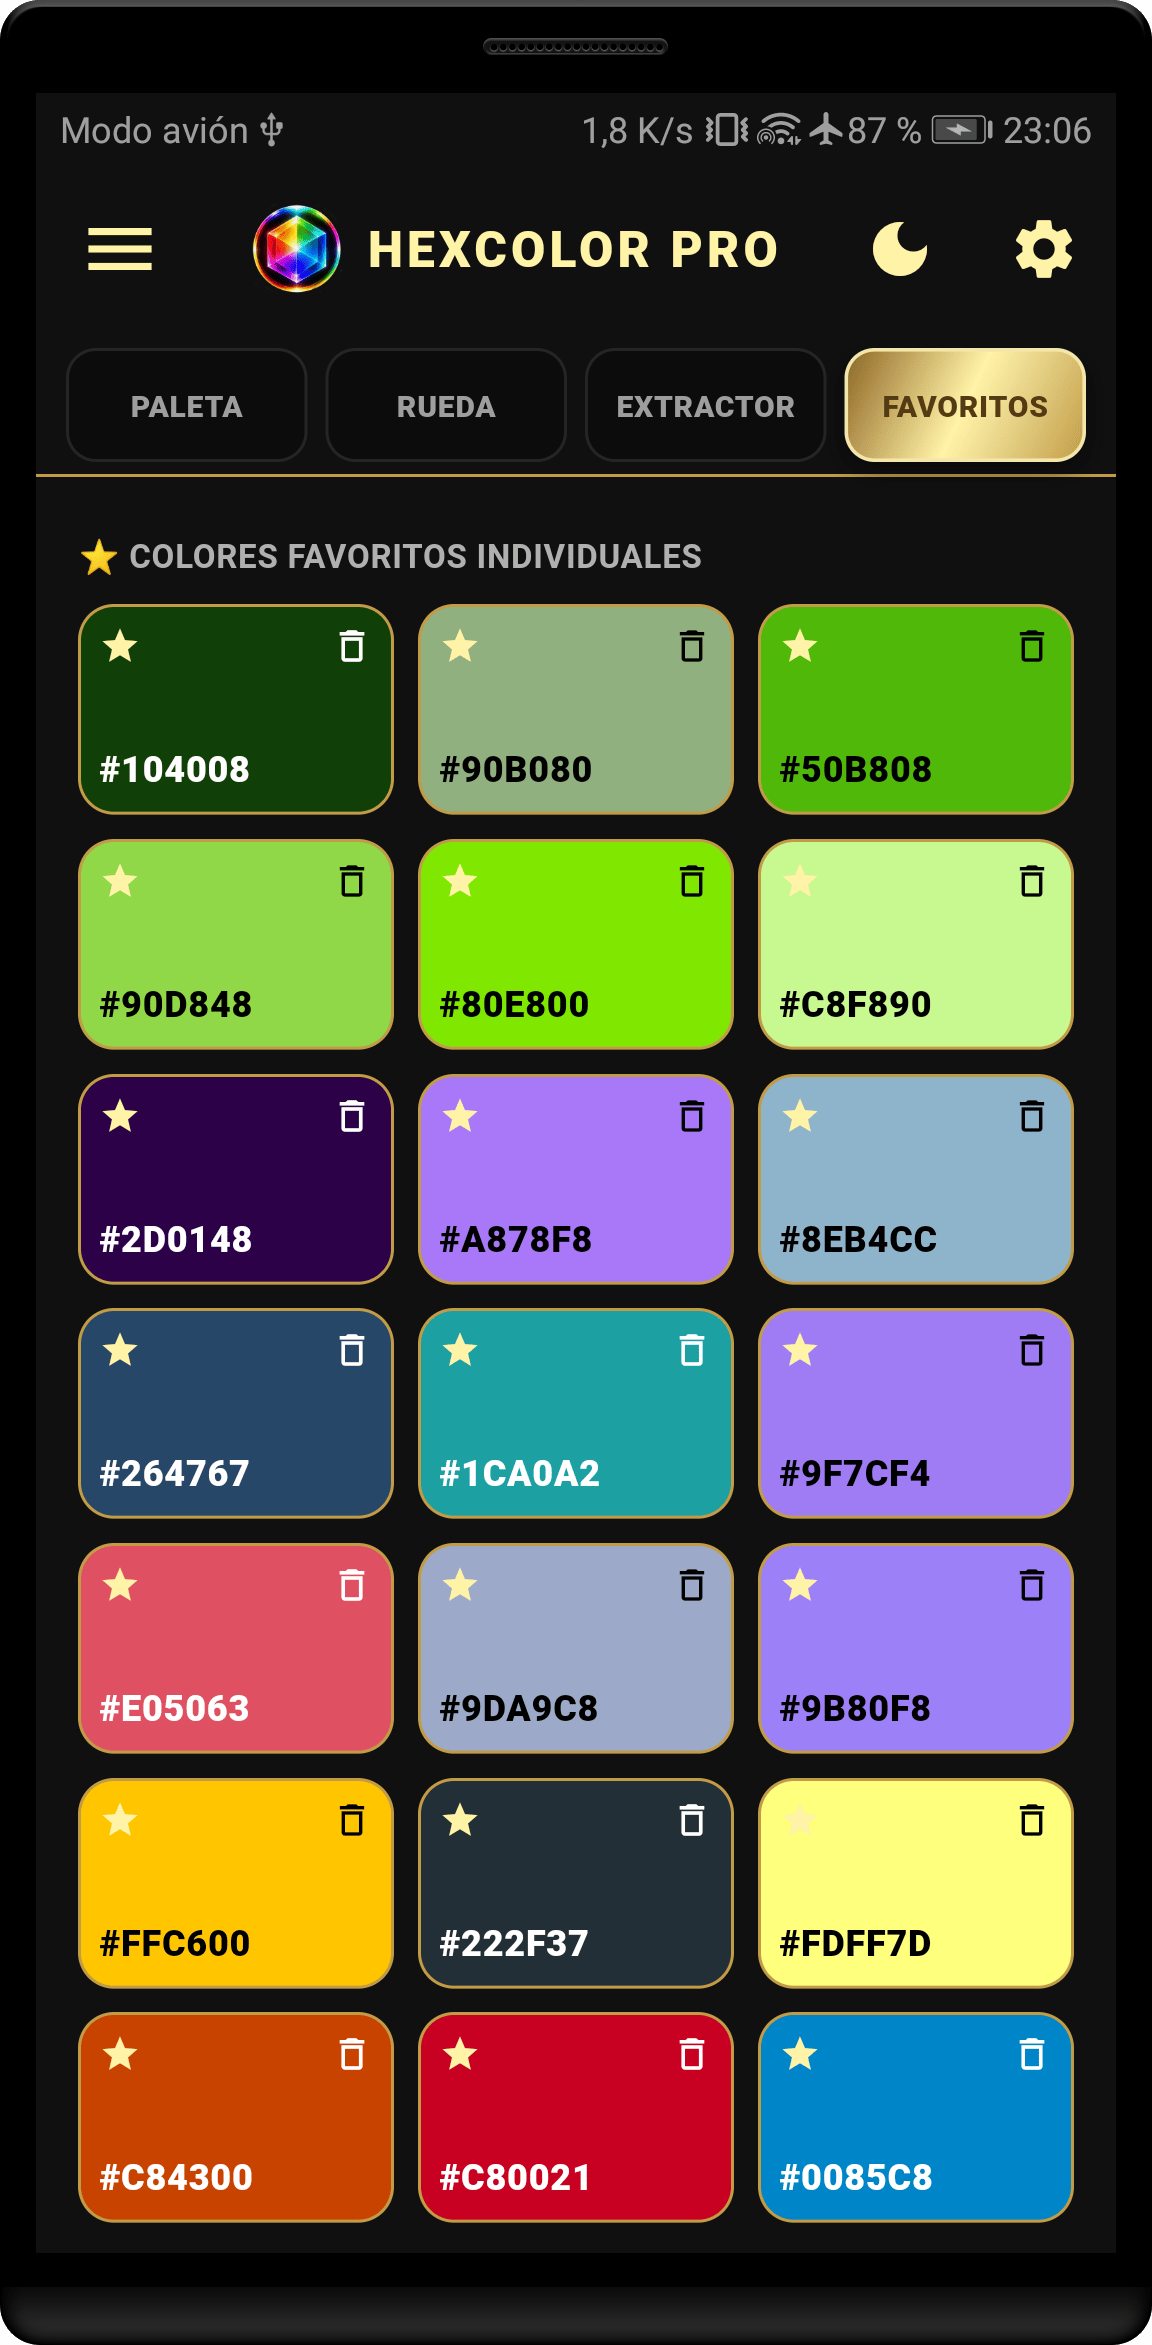 Modo avión 1,8 K/s 87 % 23:06
HEXCOLOR PRO
PALETA RUEDA EXTRACTOR FAVORITOS
COLORES FAVORITOS INDIVIDUALES
#104008 #90B080 #50B808
#90D848 #80E800 #C8F890
#2D0148 #A878F8 #8EB4CC
#264767 #1CA0A2 #9F7CF4
#E05063 #9DA9C8 #9B80F8
#FFC600 #222F37 #FDFF7D
#C84300 #C80021 #0085C8